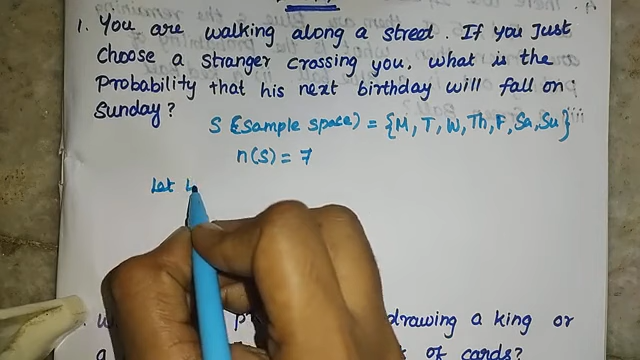 1. You are walking along a street. If you Just
Choose a stranger crossing you, what is the
Probability that his next birthday will fall on
Sunday?
S (Sample space) = {M, T, W, Th, F, Sa, Su}
n(S) = 7
Let
drawing a king or
of cards?